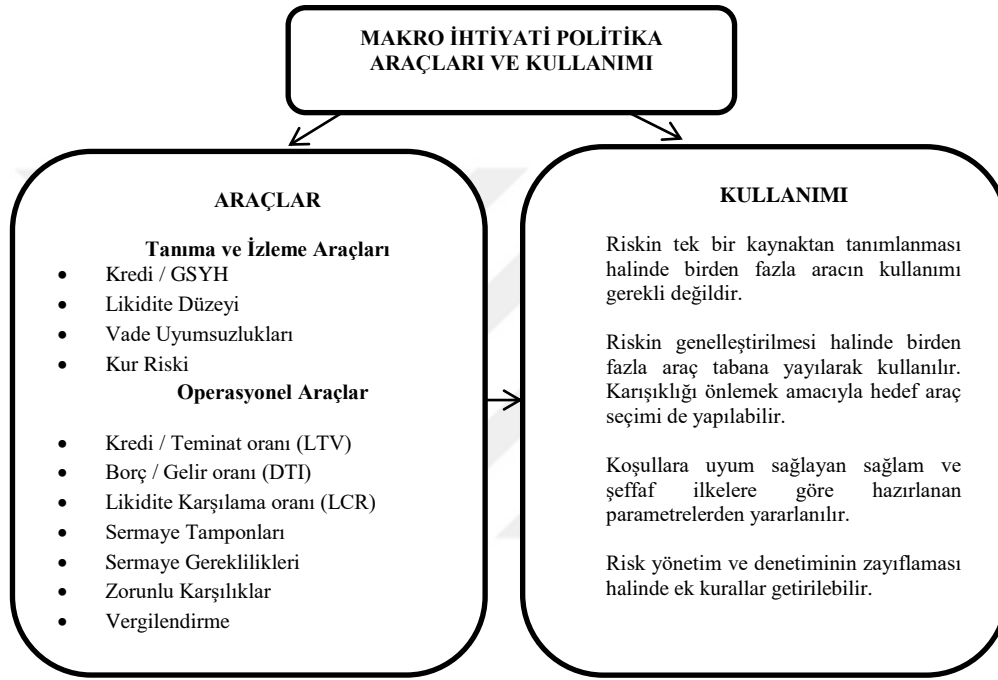 MAKRO İHTİYATİ POLİTİKA
ARAÇLARI VE KULLANIMI
ARAÇLAR
Tanıma ve İzleme Araçları
• Kredi / GSYH
• Likidite Düzeyi
• Vade Uyumsuzlukları
• Kur Riski
Operasyonel Araçlar
• Kredi / Teminat oranı (LTV)
• Borç / Gelir oranı (DTI)
• Likidite Karşılama oranı (LCR)
• Sermaye Tamponları
• Sermaye Gereklilikleri
• Zorunlu Karşılıklar
• Vergilendirme
KULLANIMI
Riskin tek bir kaynaktan tanımlanması
halinde birden fazla aracın kullanımı
gerekli değildir.
Riskin genelleştirilmesi halinde birden
fazla araç tabana yayılarak kullanılır.
Karışıklığı önlemek amacıyla hedef araç
seçimi de yapılabilir.
Koşullara uyum sağlayan sağlam ve
şeffaf ilkelere göre hazırlanan
parametrelerden yararlanılır.
Risk yönetim ve denetiminin zayıflaması
halinde ek kurallar getirilebilir.